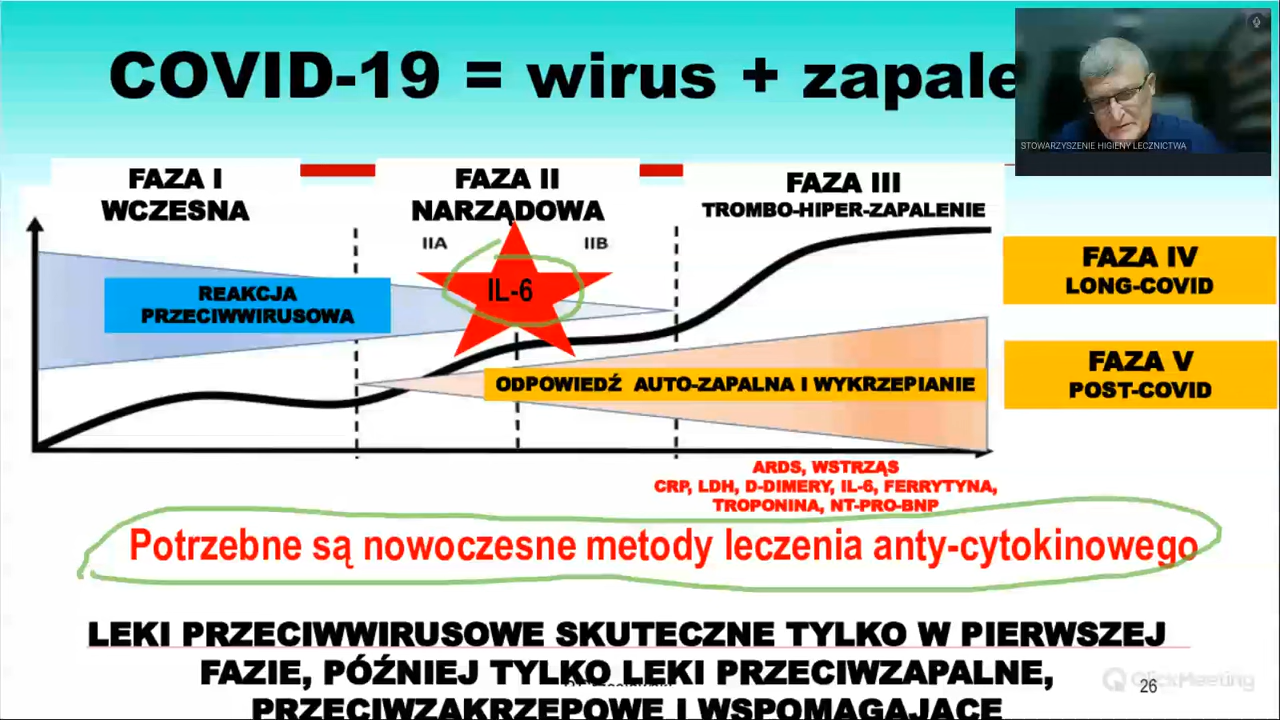 COVID-19 = wirus + zapale
STOWARZYSZENIE HIGIENY LECZNICTWA
FAZA I
WCZESNA
FAZA II
NARZĄDOWA
FAZA III
TROMBO-HIPER-ZAPALENIE
IIA
IIB
IL-6
REAKCJA
PRZECIWWIRUSOWA
FAZA IV
LONG-COVID
ODPOWIEDŹ AUTO-ZAPALNA I WYKRZEPIANIE
FAZA V
POST-COVID
ARDS, WSTRZĄS
CRP, LDH, D-DIMERY, IL-6, FERRYTYNA,
TROPONINA, NT-PRO-BNP
Potrzebne są nowoczesne metody leczenia anty-cytokinowego
LEKI PRZECIWWIRUSOWE SKUTECZNE TYLKO W PIERWSZEJ
FAZIE, PÓŹNIEJ TYLKO LEKI PRZECIWZAPALNE,
PRZECIWZAKRZEPOWE I WSPOMAGAJĄCE
26
ClickMeeting